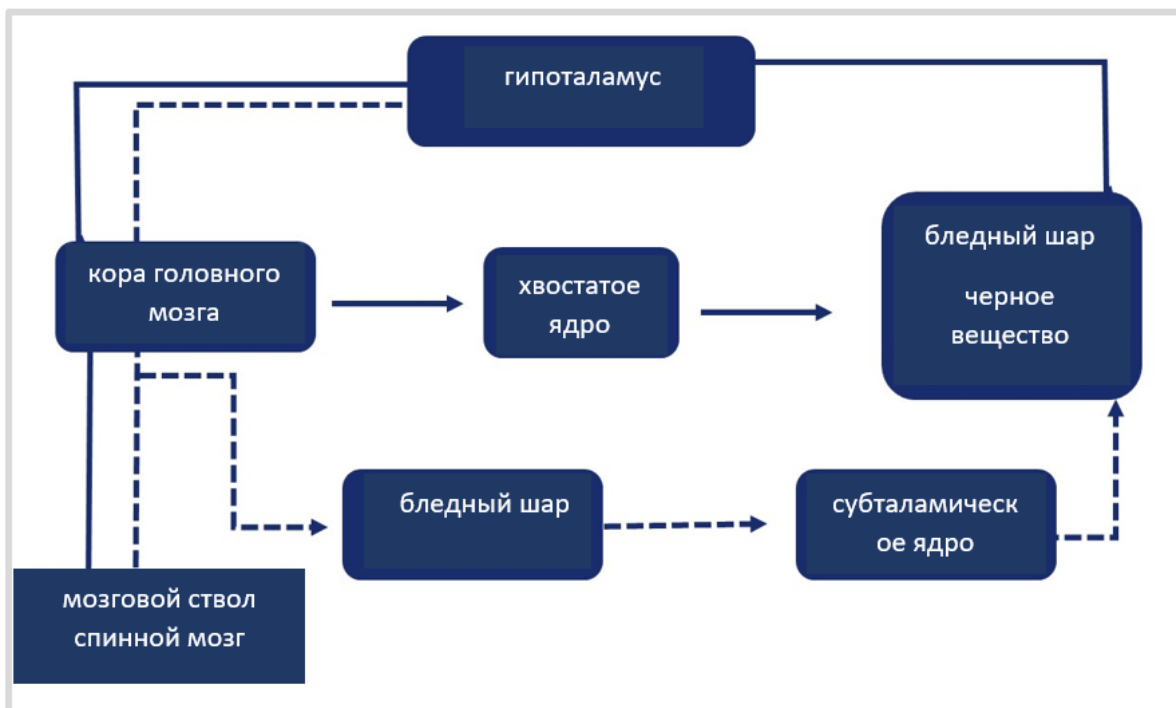 гипоталамус
кора головного
мозга
хвостатое
ядро
бледный шар
черное
вещество
бледный шар
субталамическ
ое ядро
мозговой ствол
спинной мозг